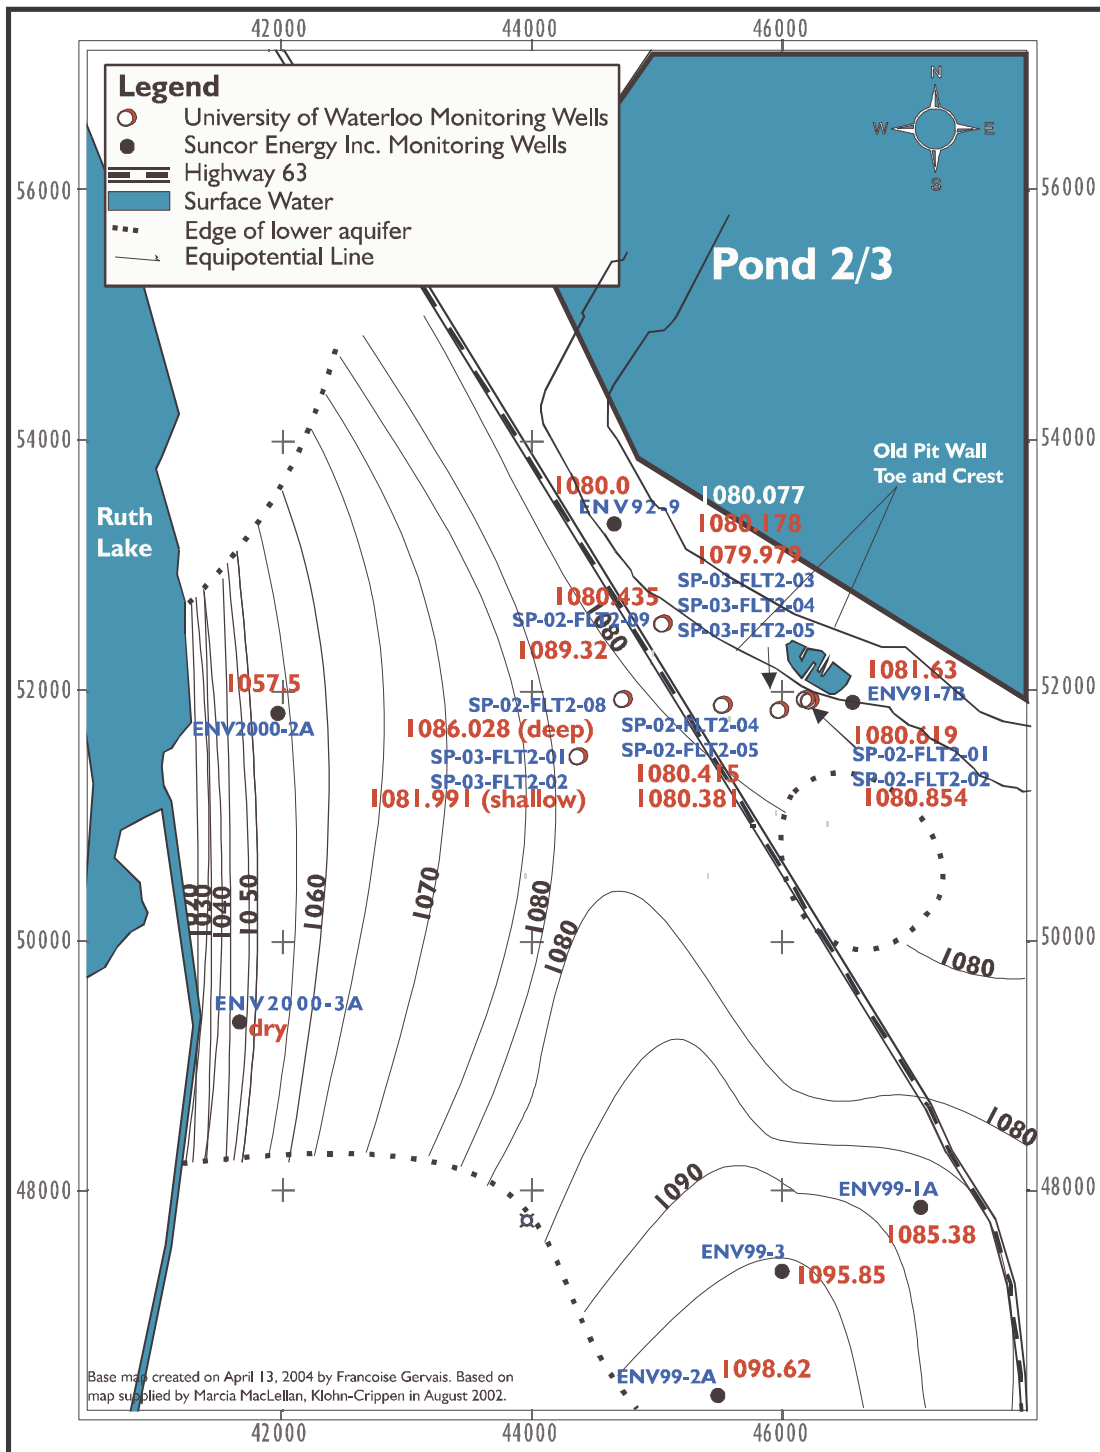 42000
44000
46000
Legend
University of Waterloo Monitoring Wells
Suncor Energy Inc. Monitoring Wells
Highway 63
Surface Water
Edge of lower aquifer
Equipotential Line
N
W
E
S
56000
56000
Pond 2/3
54000
54000
Old Pit Wall
Toe and Crest
1080.0
ENV92-9
1080.077
1080.178
1079.979
SP-03-FLT2-03
SP-03-FLT2-04
SP-03-FLT2-05
Ruth
Lake
1080.435
SP-02-FLT2-09
1080
1089.32
1081.63
ENV91-7B
52000
52000
1057.5
ENV2000-2A
SP-02-FLT2-08
1086.028 (deep)
SP-02-FLT2-04
SP-02-FLT2-05
1080.415
1080.381
SP-03-FLT2-01
SP-03-FLT2-02
1081.991 (shallow)
1080.619
SP-02-FLT2-01
SP-02-FLT2-02
1080.854
1020
1030
1040
1050
1060
1070
1080
1080
1080
50000
50000
ENV2000-3A
dry
1080
48000
48000
1090
ENV99-1A
1085.38
ENV99-3
1095.85
ENV99-2A
1098.62
Base map created on April 13, 2004 by Francoise Gervais. Based on
map supplied by Marcia MacLellan, Klohn-Crippen in August 2002.
42000
44000
46000